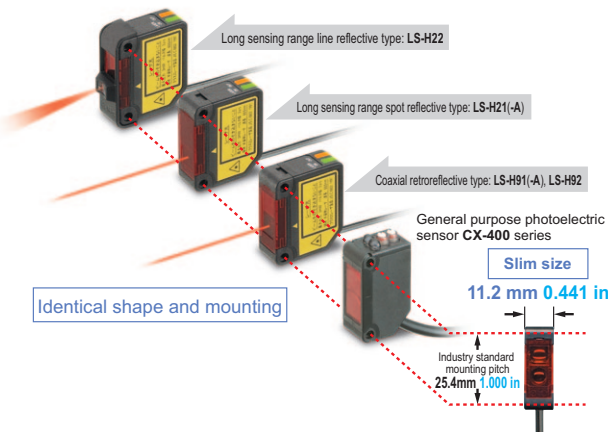 Long sensing range line reflective type: LS-H22
Long sensing range spot reflective type: LS-H21(-A)
Coaxial retroreflective type: LS-H91(-A), LS-H92
General purpose photoelectric
sensor CX-400 series
Slim size
11.2 mm 0.441 in
Identical shape and mounting
Industry standard
mounting pitch
25.4mm 1.000 in